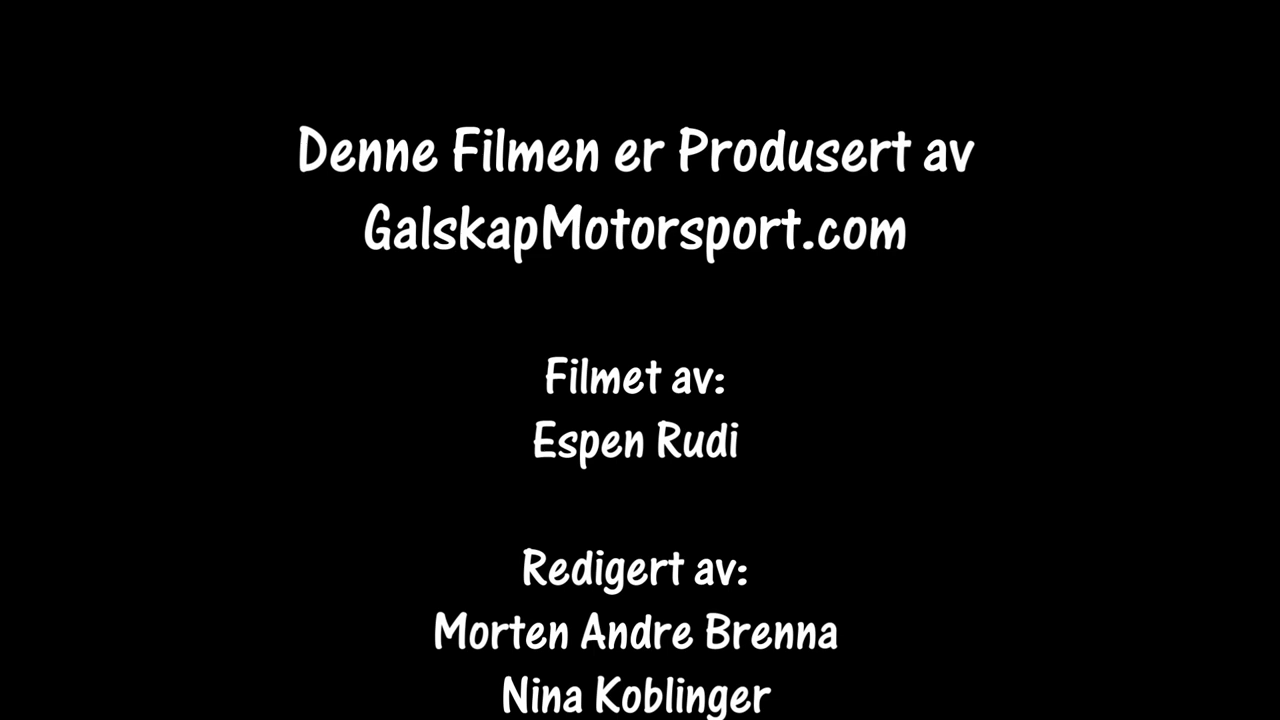 Denne Filmen er Produsert av
GalskapMotorsport.com
Filmet av:
Espen Rudi
Redigert av:
Morten Andre Brenna
Nina Koblinger